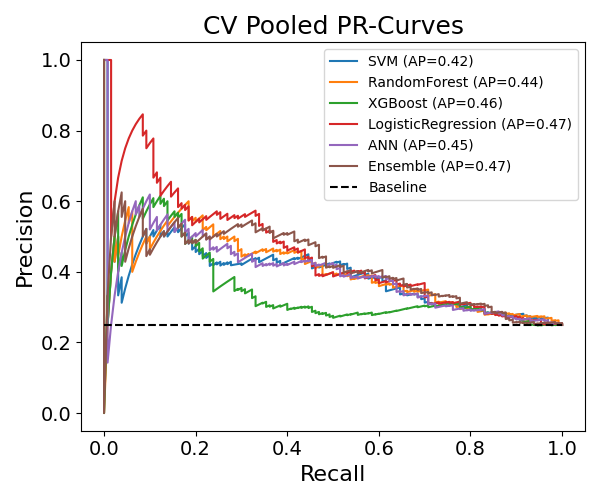 CV Pooled PR-Curves
Precision
1.0
0.8
0.6
0.4
0.2
0.0
SVM (AP=0.42)
RandomForest (AP=0.44)
XGBoost (AP=0.46)
LogisticRegression (AP=0.47)
ANN (AP=0.45)
Ensemble (AP=0.47)
Baseline
0.0 0.2 0.4 0.6 0.8 1.0
Recall